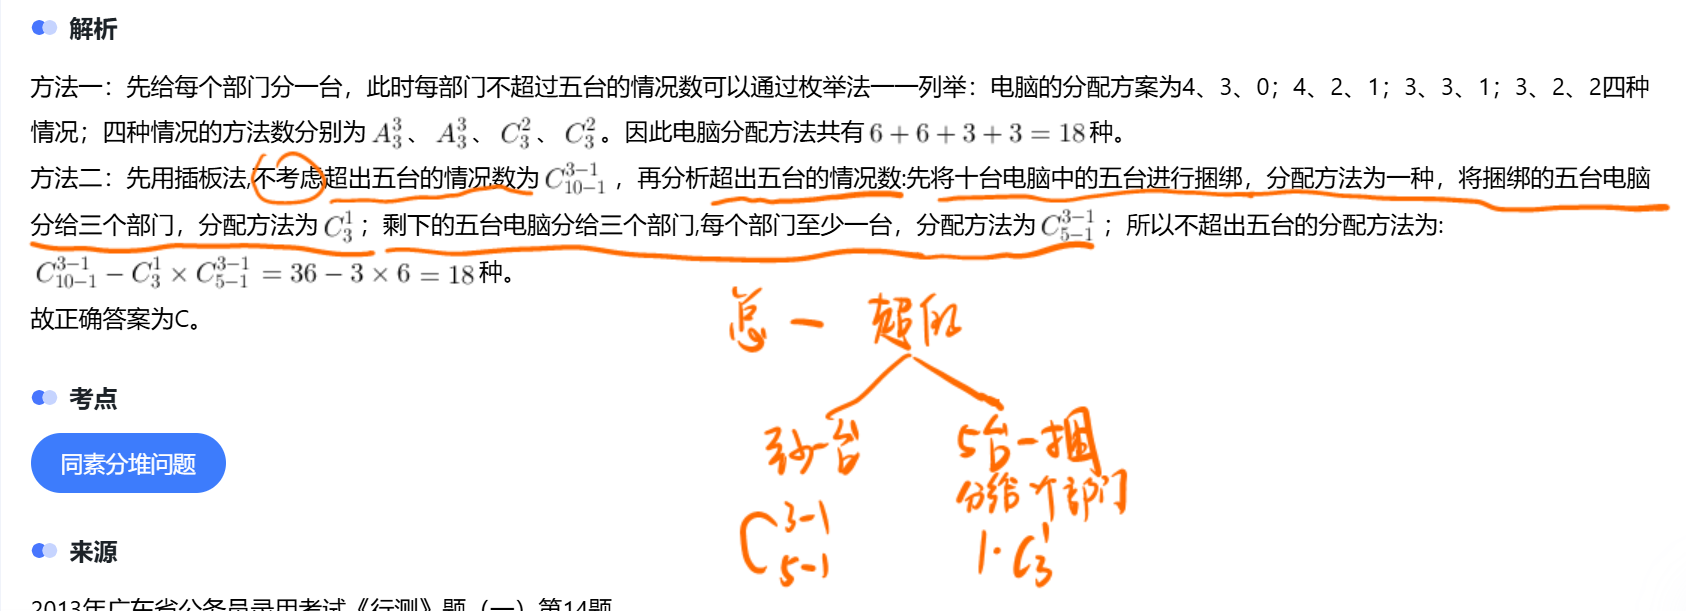 解析
方法一：先给每个部门分一台，此时每部门不超过五台的情况数可以通过枚举法一一列举：电脑的分配方案为4、3、0；4、2、1；3、3、1；3、2、2四种
情况；四种情况的方法数分别为 $A_3^3$、$A_3^3$、$C_3^2$、$C_3^2$。因此电脑分配方法共有 6 + 6 + 3 + 3 = 18 种。
方法二：先用插板法,不考虑超出五台的情况数为 $C_{10-1}^{3-1}$，再分析超出五台的情况数:先将十台电脑中的五台进行捆绑，分配方法为一种，将捆绑的五台电脑
分给三个部门，分配方法为 $C_3^1$；剩下的五台电脑分给三个部门,每个部门至少一台，分配方法为 $C_{5-1}^{3-1}$；所以不超出五台的分配方法为:
$C_{10-1}^{3-1} - C_3^1 \times C_{5-1}^{3-1} = 36 - 3 \times 6 = 18$ 种。
故正确答案为C。
总 － 超的
考点
至少一台
5台一捆
同素分堆问题
分给个部门
$C_{5-1}^{3-1}$
1·$C_3^1$
来源
2013年广东省公务员录用考试《行测》题（一）第14题